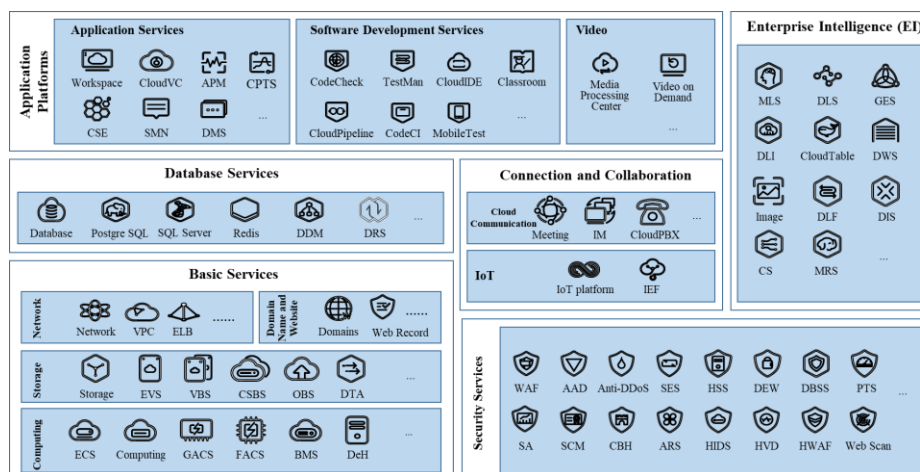 Application Platforms
Application Services
Workspace CloudVC APM CPTS
CSE SMN DMS ...
Software Development Services
CodeCheck TestMan CloudIDE Classroom
CloudPipeline CodeCI MobileTest ...
Video
Media Processing Center
Video on Demand
...
Enterprise Intelligence (EI)
MLS DLS GES
DLI CloudTable DWS
Image DLF DIS
CS MRS ...
Database Services
Database Postgre SQL SQL Server Redis DDM DRS ...
Connection and Collaboration
Cloud Communication
Meeting IM CloudPBX ...
IoT
IoT platform IEF
Basic Services
Network
Network VPC ELB ......
Domain Name and Website
Domains Web Record ......
Storage
Storage EVS VBS CSBS OBS DTA ...
Computing
ECS Computing GACS FACS BMS DeH ...
Security Services
WAF AAD Anti-DDoS SES HSS DEW DBSS PTS ...
SA SCM CBH ARS HIDS HVD HWAF Web Scan